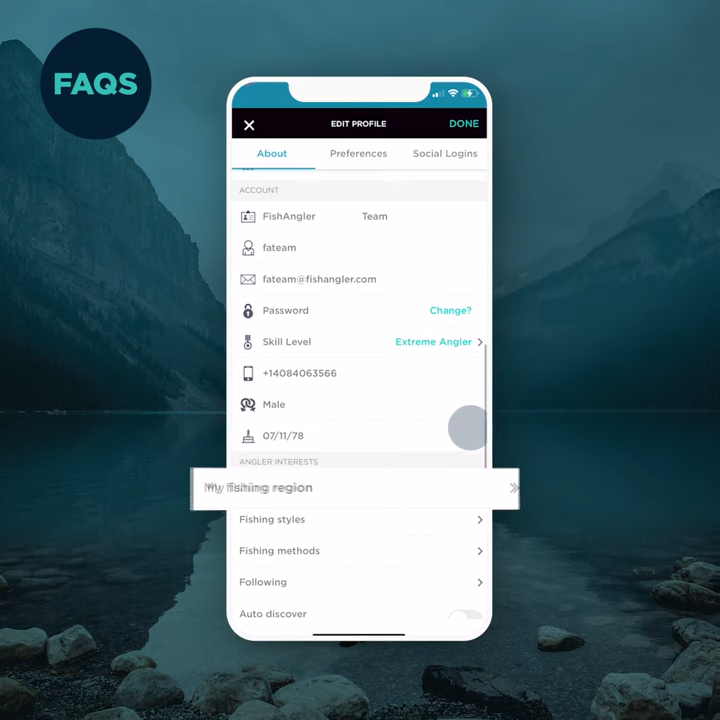 FAQS
EDIT PROFILE
DONE
About
Preferences
Social Logins
ACCOUNT
FishAngler
Team
fateam
fateam@fishangler.com
Password
Change?
Skill Level
Extreme Angler
+14084063566
Male
07/11/78
ANGLER INTERESTS
My fishing region
Fishing styles
Fishing methods
Following
Auto discover